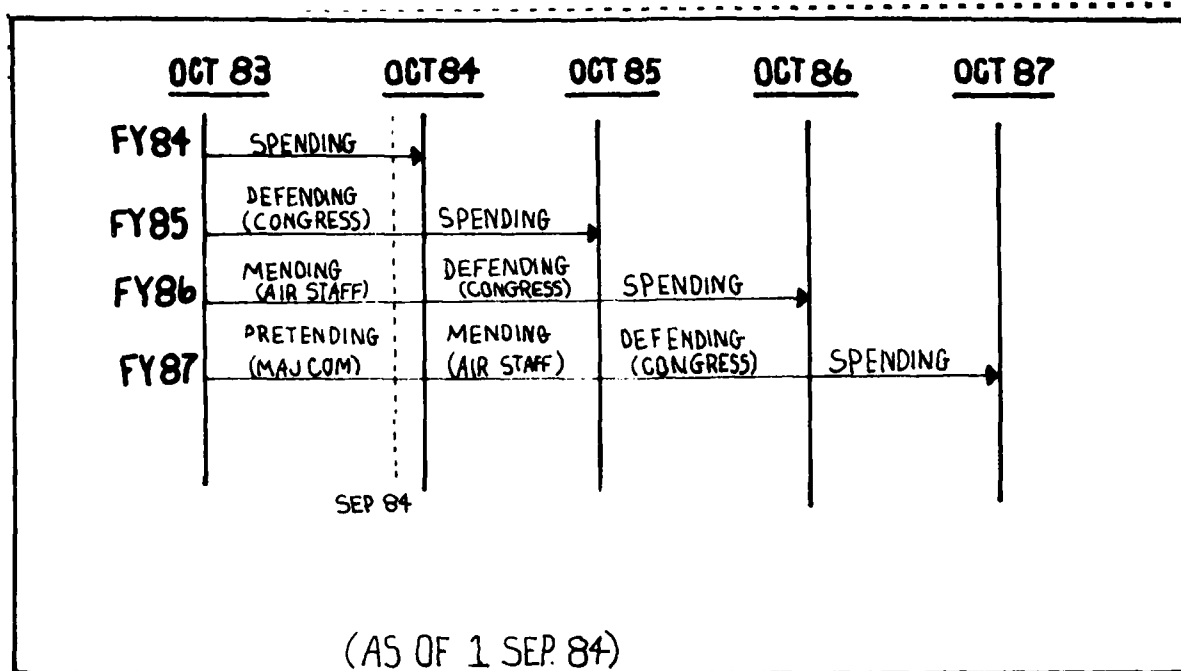 OCT 83 OCT 84 OCT 85 OCT 86 OCT 87
FY84 SPENDING
DEFENDING
FY85 (CONGRESS) SPENDING
MENDING DEFENDING
FY86 (AIR STAFF) (CONGRESS) SPENDING
PRETENDING MENDING DEFENDING
FY87 (MAJCOM) (AIR STAFF) (CONGRESS) SPENDING
SEP 84
(AS OF 1 SEP. 84)